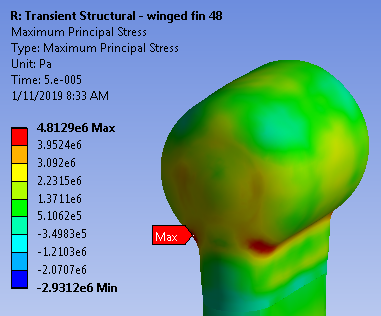 R: Transient Structural - winged fin 48
Maximum Principal Stress
Type: Maximum Principal Stress
Unit: Pa
Time: 5.e-005
1/11/2019 8:33 AM
4.8129e6 Max
3.9524e6
3.092e6
2.2315e6
1.3711e6
5.1062e5
-3.4983e5
-1.2103e6
-2.0707e6
-2.9312e6 Min
Max